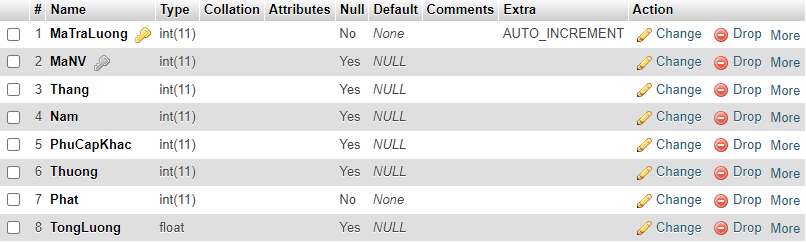 # Name Type Collation Attributes Null Default Comments Extra Action
1 MaTraLuong int(11) No None AUTO_INCREMENT Change Drop More
2 MaNV int(11) Yes NULL Change Drop More
3 Thang int(11) Yes NULL Change Drop More
4 Nam int(11) Yes NULL Change Drop More
5 PhuCapKhac int(11) Yes NULL Change Drop More
6 Thuong int(11) Yes NULL Change Drop More
7 Phat int(11) No None Change Drop More
8 TongLuong float Yes NULL Change Drop More